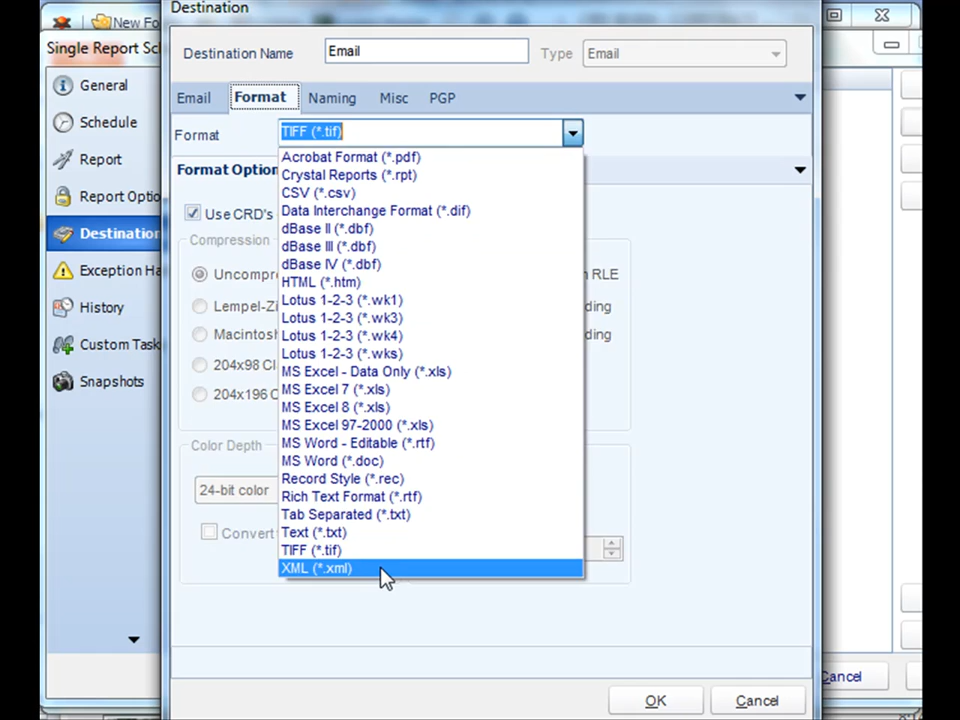 Destination
New Fo
Single Report Sch
Destination Name
Email
Type
Email
General
Schedule
Report
Report Optio
Destination
Exception Ha
History
Custom Task
Snapshots
Email
Format
Naming
Misc
PGP
Format
TIFF (*.tif)
Format Option
Acrobat Format (*.pdf)
Crystal Reports (*.rpt)
CSV (*.csv)
Data Interchange Format (*.dif)
dBase II (*.dbf)
dBase III (*.dbf)
dBase IV (*.dbf)
HTML (*.htm)
Lotus 1-2-3 (*.wk1)
Lotus 1-2-3 (*.wk3)
Lotus 1-2-3 (*.wk4)
Lotus 1-2-3 (*.wks)
MS Excel - Data Only (*.xls)
MS Excel 7 (*.xls)
MS Excel 8 (*.xls)
MS Excel 97-2000 (*.xls)
MS Word - Editable (*.rtf)
MS Word (*.doc)
Record Style (*.rec)
Rich Text Format (*.rtf)
Tab Separated (*.txt)
Text (*.txt)
TIFF (*.tif)
XML (*.xml)
Use CRD's
Compression
Uncompre
n RLE
Lempel-Zi
ding
Macintosh
ding
204x98 Cl
204x196 C
Color Depth
24-bit color
Convert
OK
Cancel
Cancel